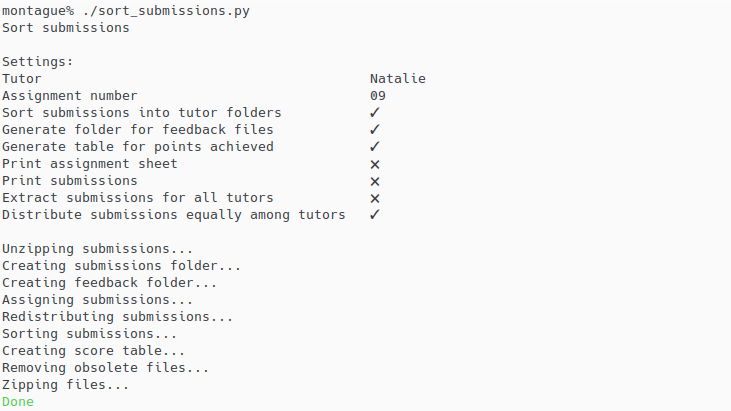 montague% ./sort_submissions.py
Sort submissions
Settings:
Tutor Natalie
Assignment number 09
Sort submissions into tutor folders ✓
Generate folder for feedback files ✓
Generate table for points achieved ✓
Print assignment sheet ✕
Print submissions ✕
Extract submissions for all tutors ✕
Distribute submissions equally among tutors ✓
Unzipping submissions...
Creating submissions folder...
Creating feedback folder...
Assigning submissions...
Redistributing submissions...
Sorting submissions...
Creating score table...
Removing obsolete files...
Zipping files...
Done